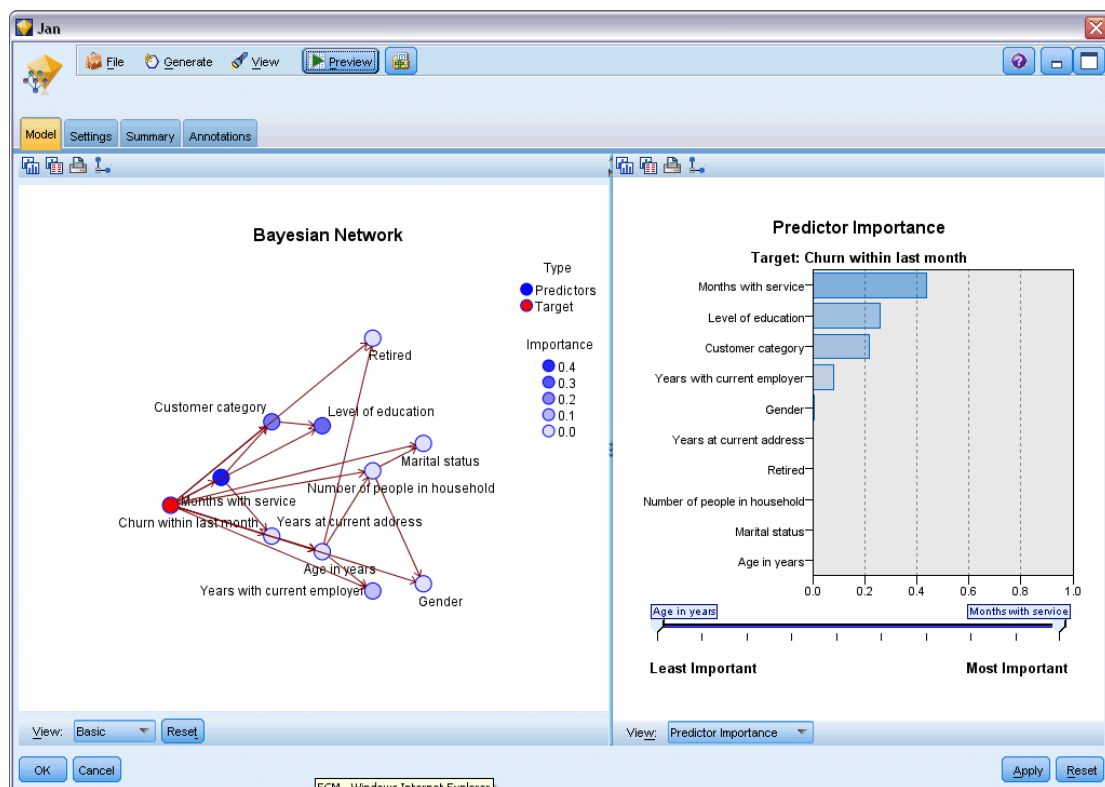 Jan
File Generate View Preview
Model Settings Summary Annotations
Bayesian Network
Type
Predictors
Target
Importance
0.4
0.3
0.2
0.1
0.0
Retired
Customer category
Level of education
Marital status
Number of people in household
Months with service
Churn within last month
Years at current address
Age in years
Years with current employer
Gender
View: Basic Reset
Predictor Importance
Target: Churn within last month
Months with service
Level of education
Customer category
Years with current employer
Gender
Years at current address
Retired
Number of people in household
Marital status
Age in years
0.0 0.2 0.4 0.6 0.8 1.0
Age in years Months with service
Least Important Most Important
View: Predictor Importance
OK Cancel Apply Reset
ECM - Windows Internet Explorer